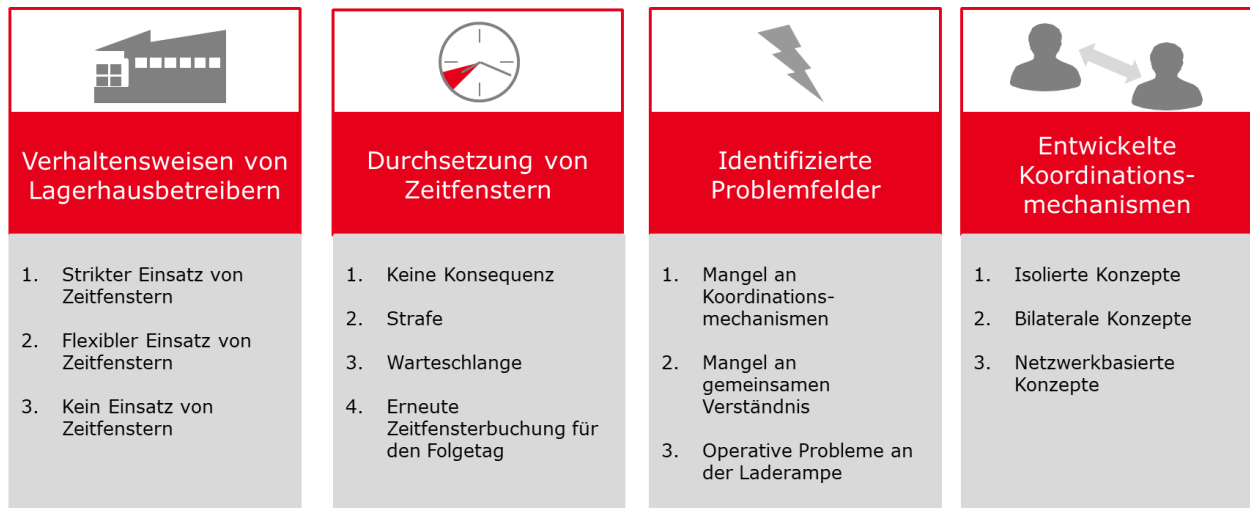 Verhaltensweisen von
Lagerhausbetreibern
1. Strikter Einsatz von
Zeitfenstern
2. Flexibler Einsatz von
Zeitfenstern
3. Kein Einsatz von
Zeitfenstern
Durchsetzung von
Zeitfenstern
1. Keine Konsequenz
2. Strafe
3. Warteschlange
4. Erneute
Zeitfensterbuchung für
den Folgetag
Identifizierte
Problemfelder
1. Mangel an
Koordinations-
mechanismen
2. Mangel an
gemeinsamen
Verständnis
3. Operative Probleme an
der Laderampe
Entwickelte
Koordinations-
mechanismen
1. Isolierte Konzepte
2. Bilaterale Konzepte
3. Netzwerkbasierte
Konzepte